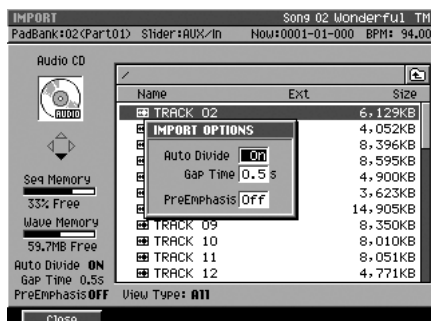 IMPORT Song 02 Wonderful TM
PadBank:02(Part01) Slider:AUX/In Now:0001-01-000 BPM: 94.00
Audio CD
AUDIO
/
Name Ext Size
TRACK 02 6,129KB
4,052KB
8,396KB
8,595KB
4,900KB
3,623KB
14,905KB
TRACK 09 8,350KB
TRACK 10 8,010KB
TRACK 11 8,051KB
TRACK 12 4,771KB
IMPORT OPTIONS
Auto Divide On
Gap Time 0.5 s
PreEmphasis Off
Seq Memory
33% Free
Wave Memory
59.7MB Free
Auto Divide ON
Gap Time 0.5s
PreEmphasis OFF
View Type: All
Close